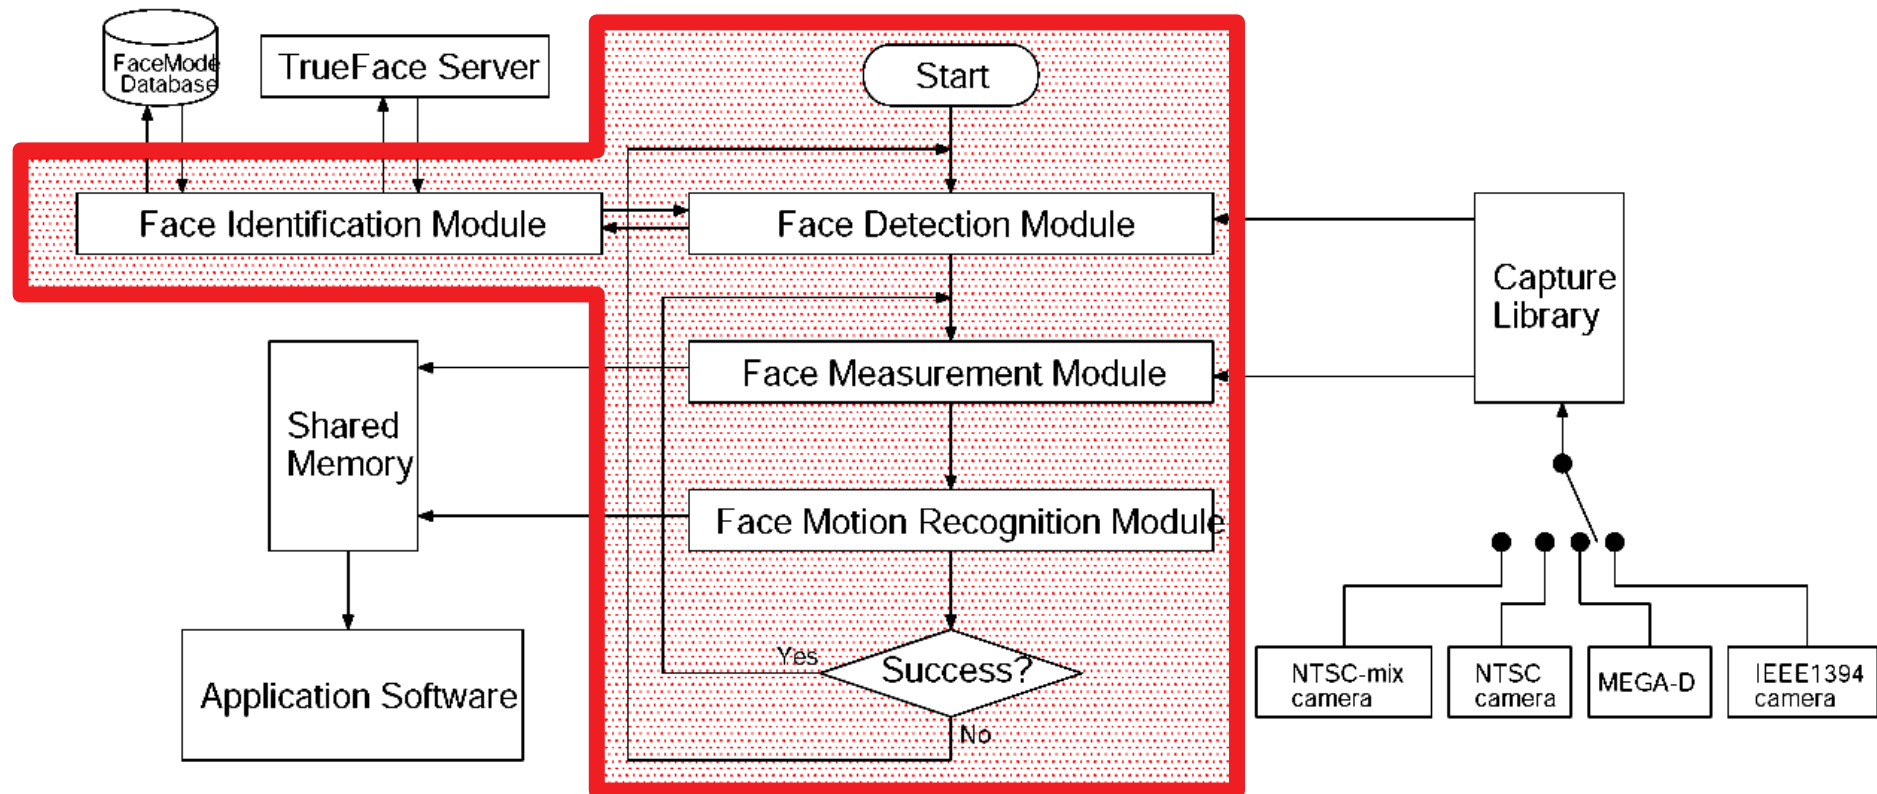 FaceMode
Database
TrueFace Server
Start
Face Identification Module
Face Detection Module
Capture
Library
Face Measurement Module
Shared
Memory
Face Motion Recognition Module
Yes
Success?
No
Application Software
NTSC-mix
camera
NTSC
camera
MEGA-D
IEEE1394
camera